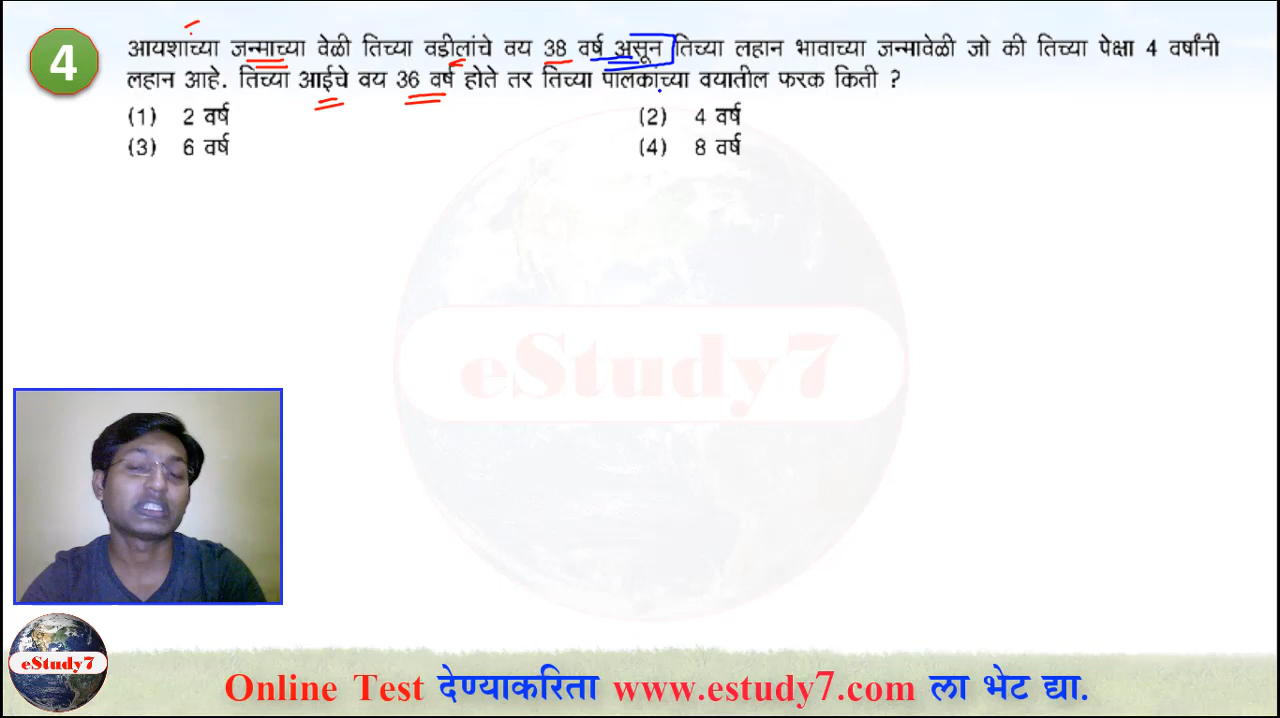 4
आयशाच्या जन्माच्या वेळी तिच्या वडीलांचे वय 38 वर्ष असून तिच्या लहान भावाच्या जन्मावेळी जो की तिच्या पेक्षा 4 वर्षांनी
लहान आहे. तिच्या आईचे वय 36 वर्ष होते तर तिच्या पालकांच्या वयातील फरक किती ?
(1) 2 वर्ष (2) 4 वर्ष
(3) 6 वर्ष (4) 8 वर्ष
eStudy7
eStudy7
Online Test देण्याकरिता www.estudy7.com ला भेट द्या.